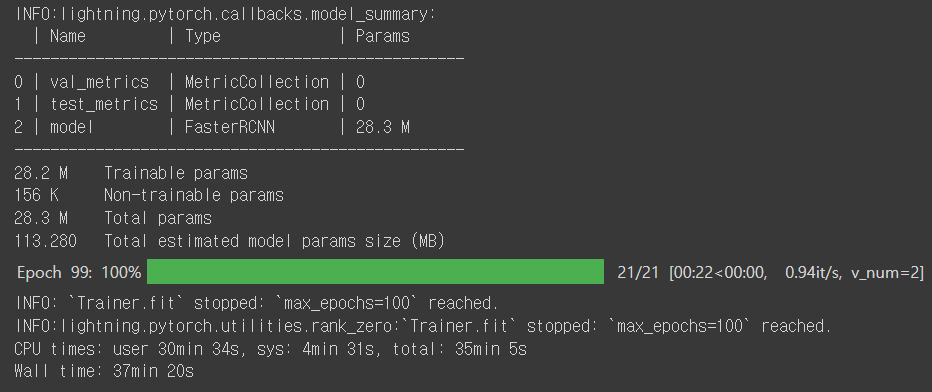 INFO:lightning.pytorch.callbacks.model_summary:
  | Name         | Type             | Params
--------------------------------------------------
0 | val_metrics  | MetricCollection | 0
1 | test_metrics | MetricCollection | 0
2 | model        | FasterRCNN       | 28.3 M
--------------------------------------------------
28.2 M    Trainable params
156 K     Non-trainable params
28.3 M    Total params
113.280   Total estimated model params size (MB)
Epoch 99: 100% 21/21 [00:22<00:00, 0.94it/s, v_num=2]
INFO: `Trainer.fit` stopped: `max_epochs=100` reached.
INFO:lightning.pytorch.utilities.rank_zero:`Trainer.fit` stopped: `max_epochs=100` reached.
CPU times: user 30min 34s, sys: 4min 31s, total: 35min 5s
Wall time: 37min 20s